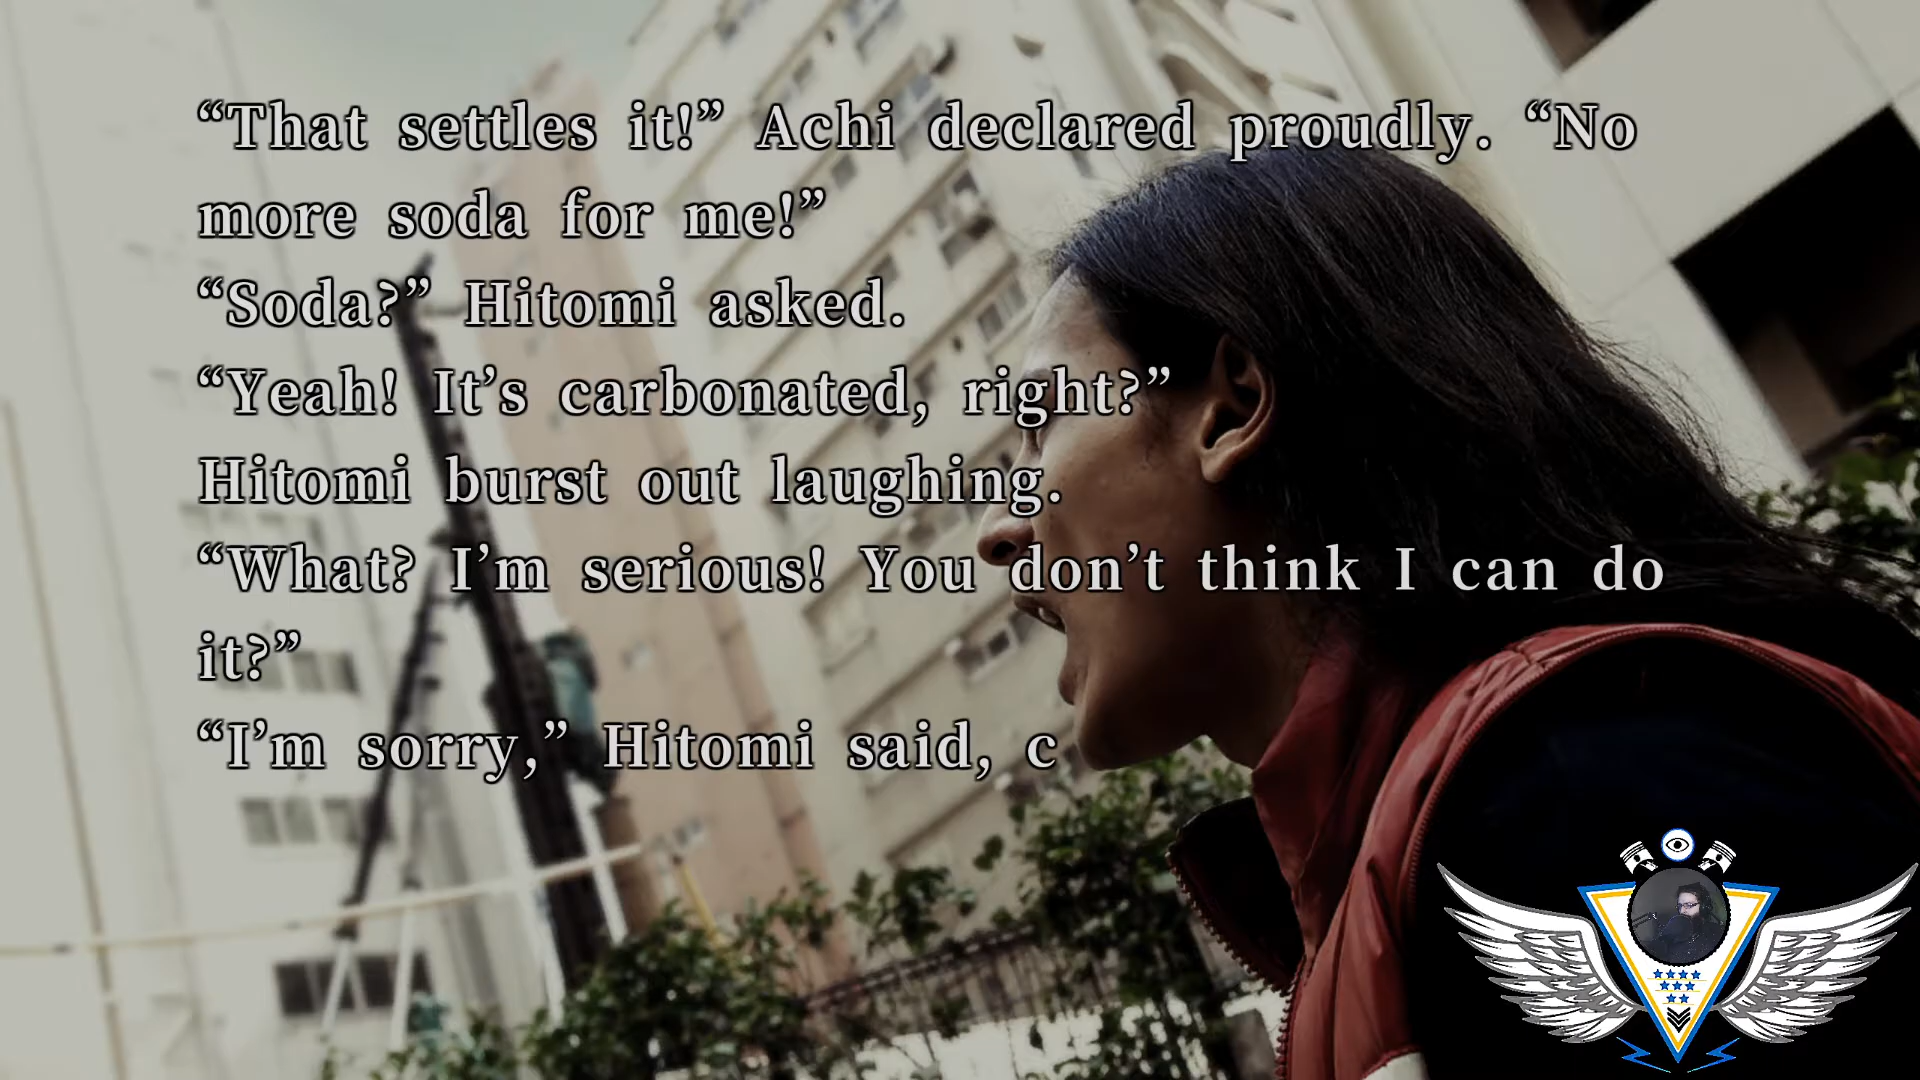 “That settles it!” Achi declared proudly. “No
more soda for me!”
“Soda?” Hitomi asked.
“Yeah! It’s carbonated, right?”
Hitomi burst out laughing.
“What? I’m serious! You don’t think I can do
it?”
“I’m sorry,” Hitomi said, c